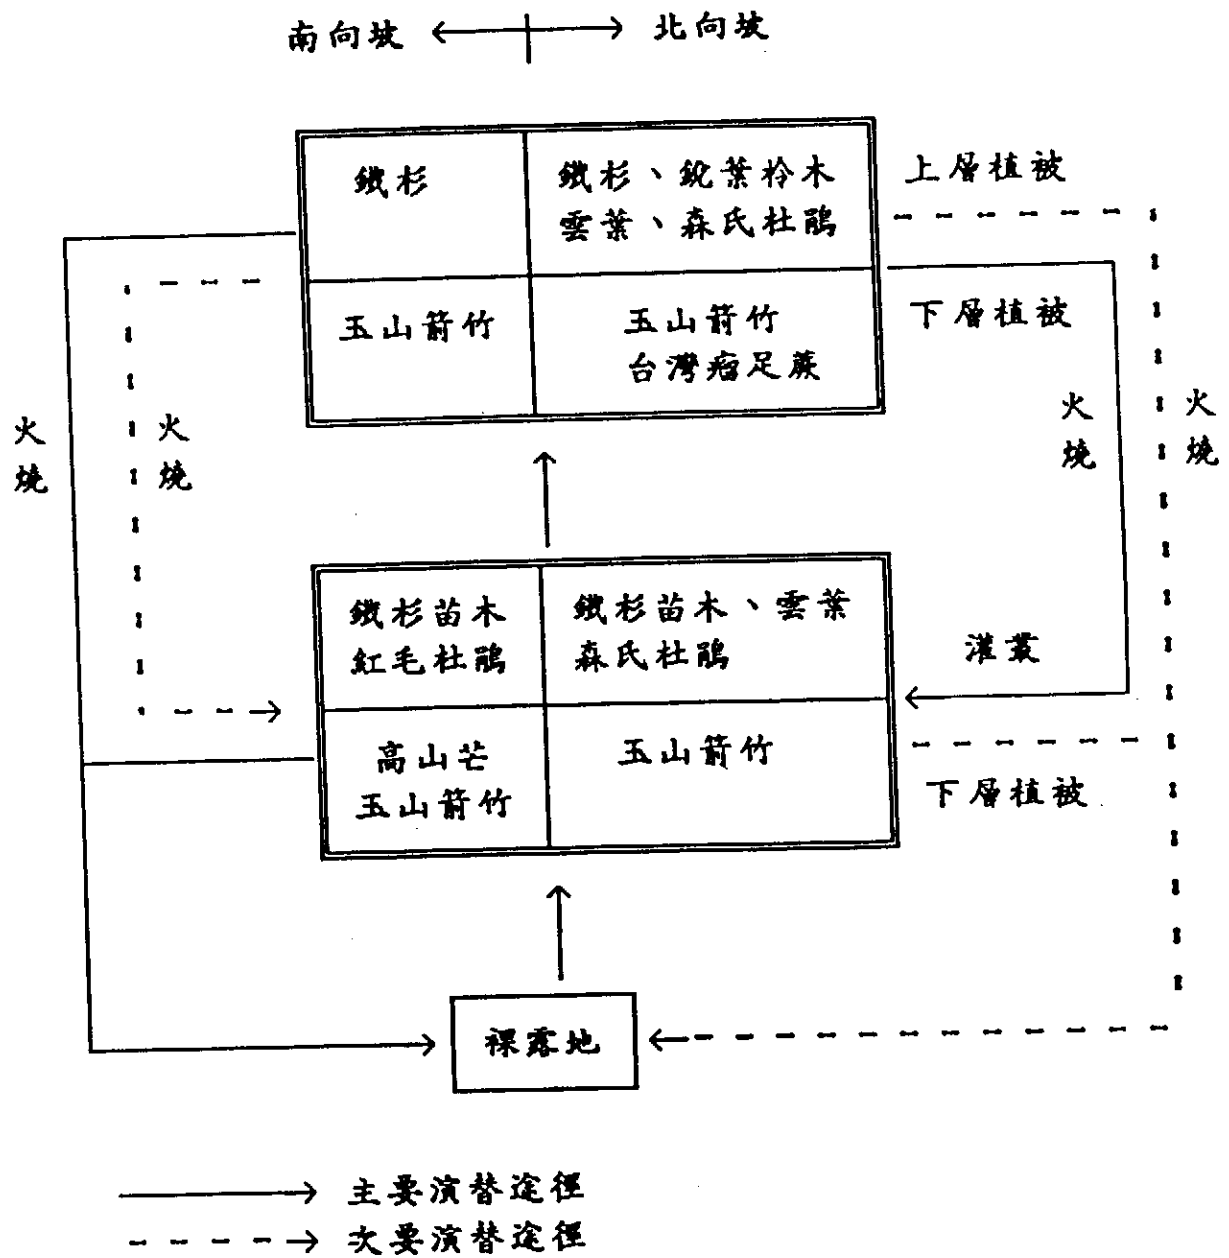 南向坡 北向坡
鐵杉
鐵杉、銳葉柃木
雲葉、森氏杜鵑
上層植被
玉山箭竹
玉山箭竹
台灣瘤足蕨
下層植被
火燒
火燒
火燒
火燒
鐵杉苗木
紅毛杜鵑
鐵杉苗木、雲葉
森氏杜鵑
灌叢
高山芒
玉山箭竹
玉山箭竹
下層植被
裸露地
主要演替途徑
次要演替途徑